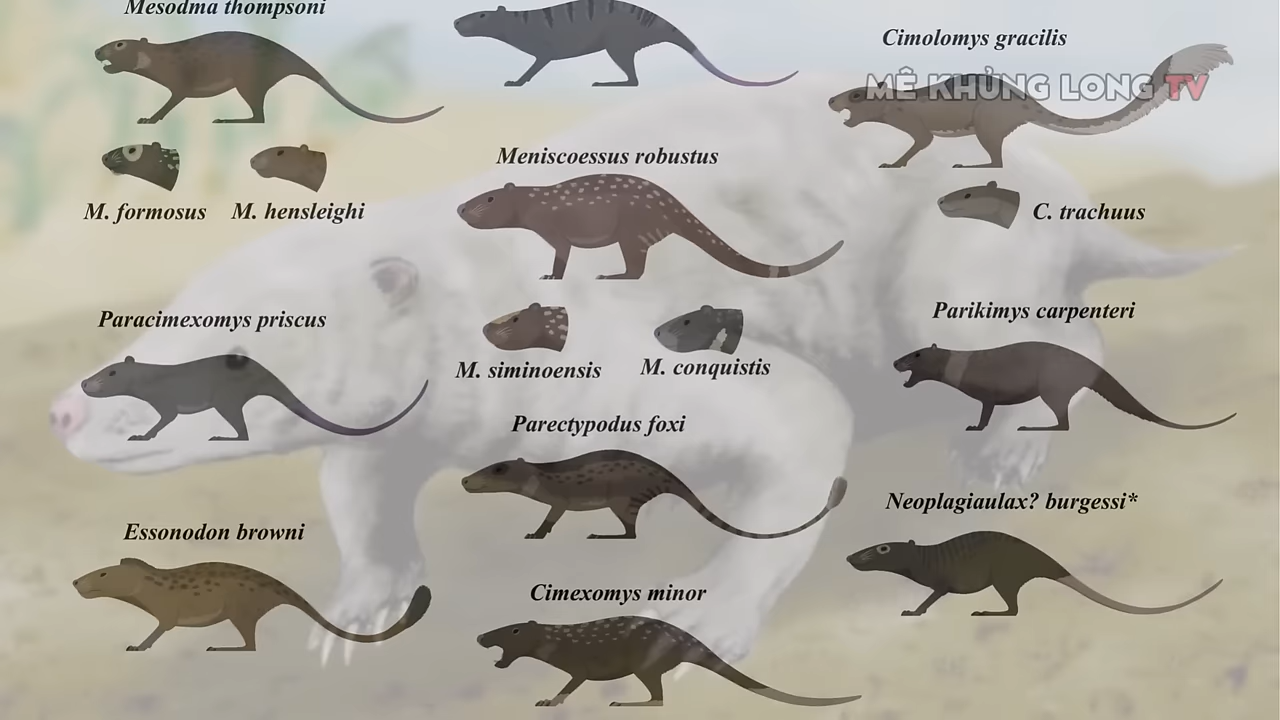 Mesodma thompsoni
Cimolomys gracilis
MÊ KHỦNG LONG TV
Meniscoessus robustus
M. formosus
M. hensleighi
C. trachuus
Paracimexomys priscus
Parikimys carpenteri
M. siminoensis
M. conquistis
Parectypodus foxi
Neoplagiaulax? burgessi*
Essonodon browni
Cimexomys minor